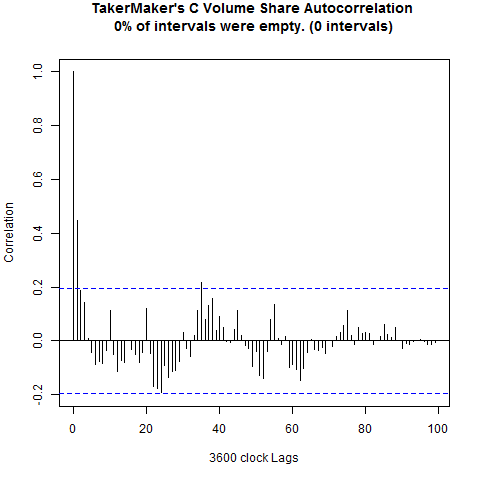 TakerMaker's C Volume Share Autocorrelation
0% of intervals were empty. (0 intervals)
Correlation
1.0
0.8
0.6
0.4
0.2
0.0
-0.2
0 20 40 60 80 100
3600 clock Lags